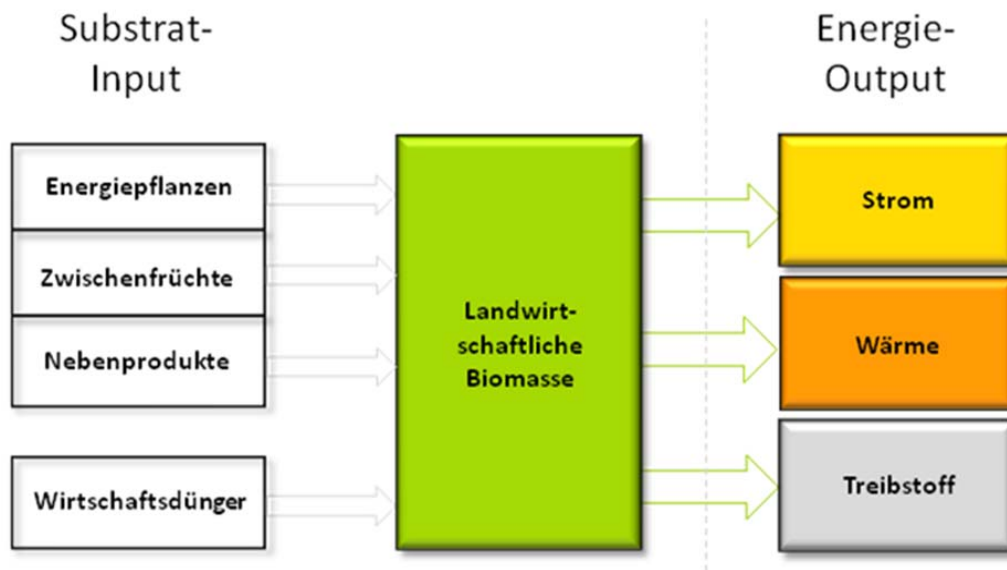 Substrat-
Input
Energie-
Output
Energiepflanzen
Zwischenfrüchte
Nebenprodukte
Wirtschaftsdünger
Landwirt-
schaftliche
Biomasse
Strom
Wärme
Treibstoff